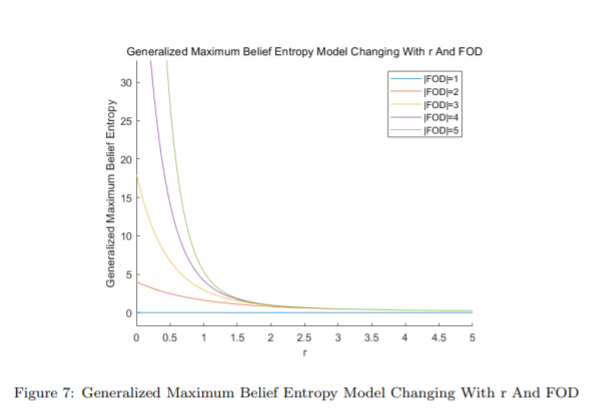 Generalized Maximum Belief Entropy Model Changing With r And FOD
|FOD|=1
|FOD|=2
|FOD|=3
|FOD|=4
|FOD|=5
Generalized Maximum Belief Entropy
30
25
20
15
10
5
0
0 0.5 1 1.5 2 2.5 3 3.5 4 4.5 5
r
Figure 7: Generalized Maximum Belief Entropy Model Changing With r And FOD